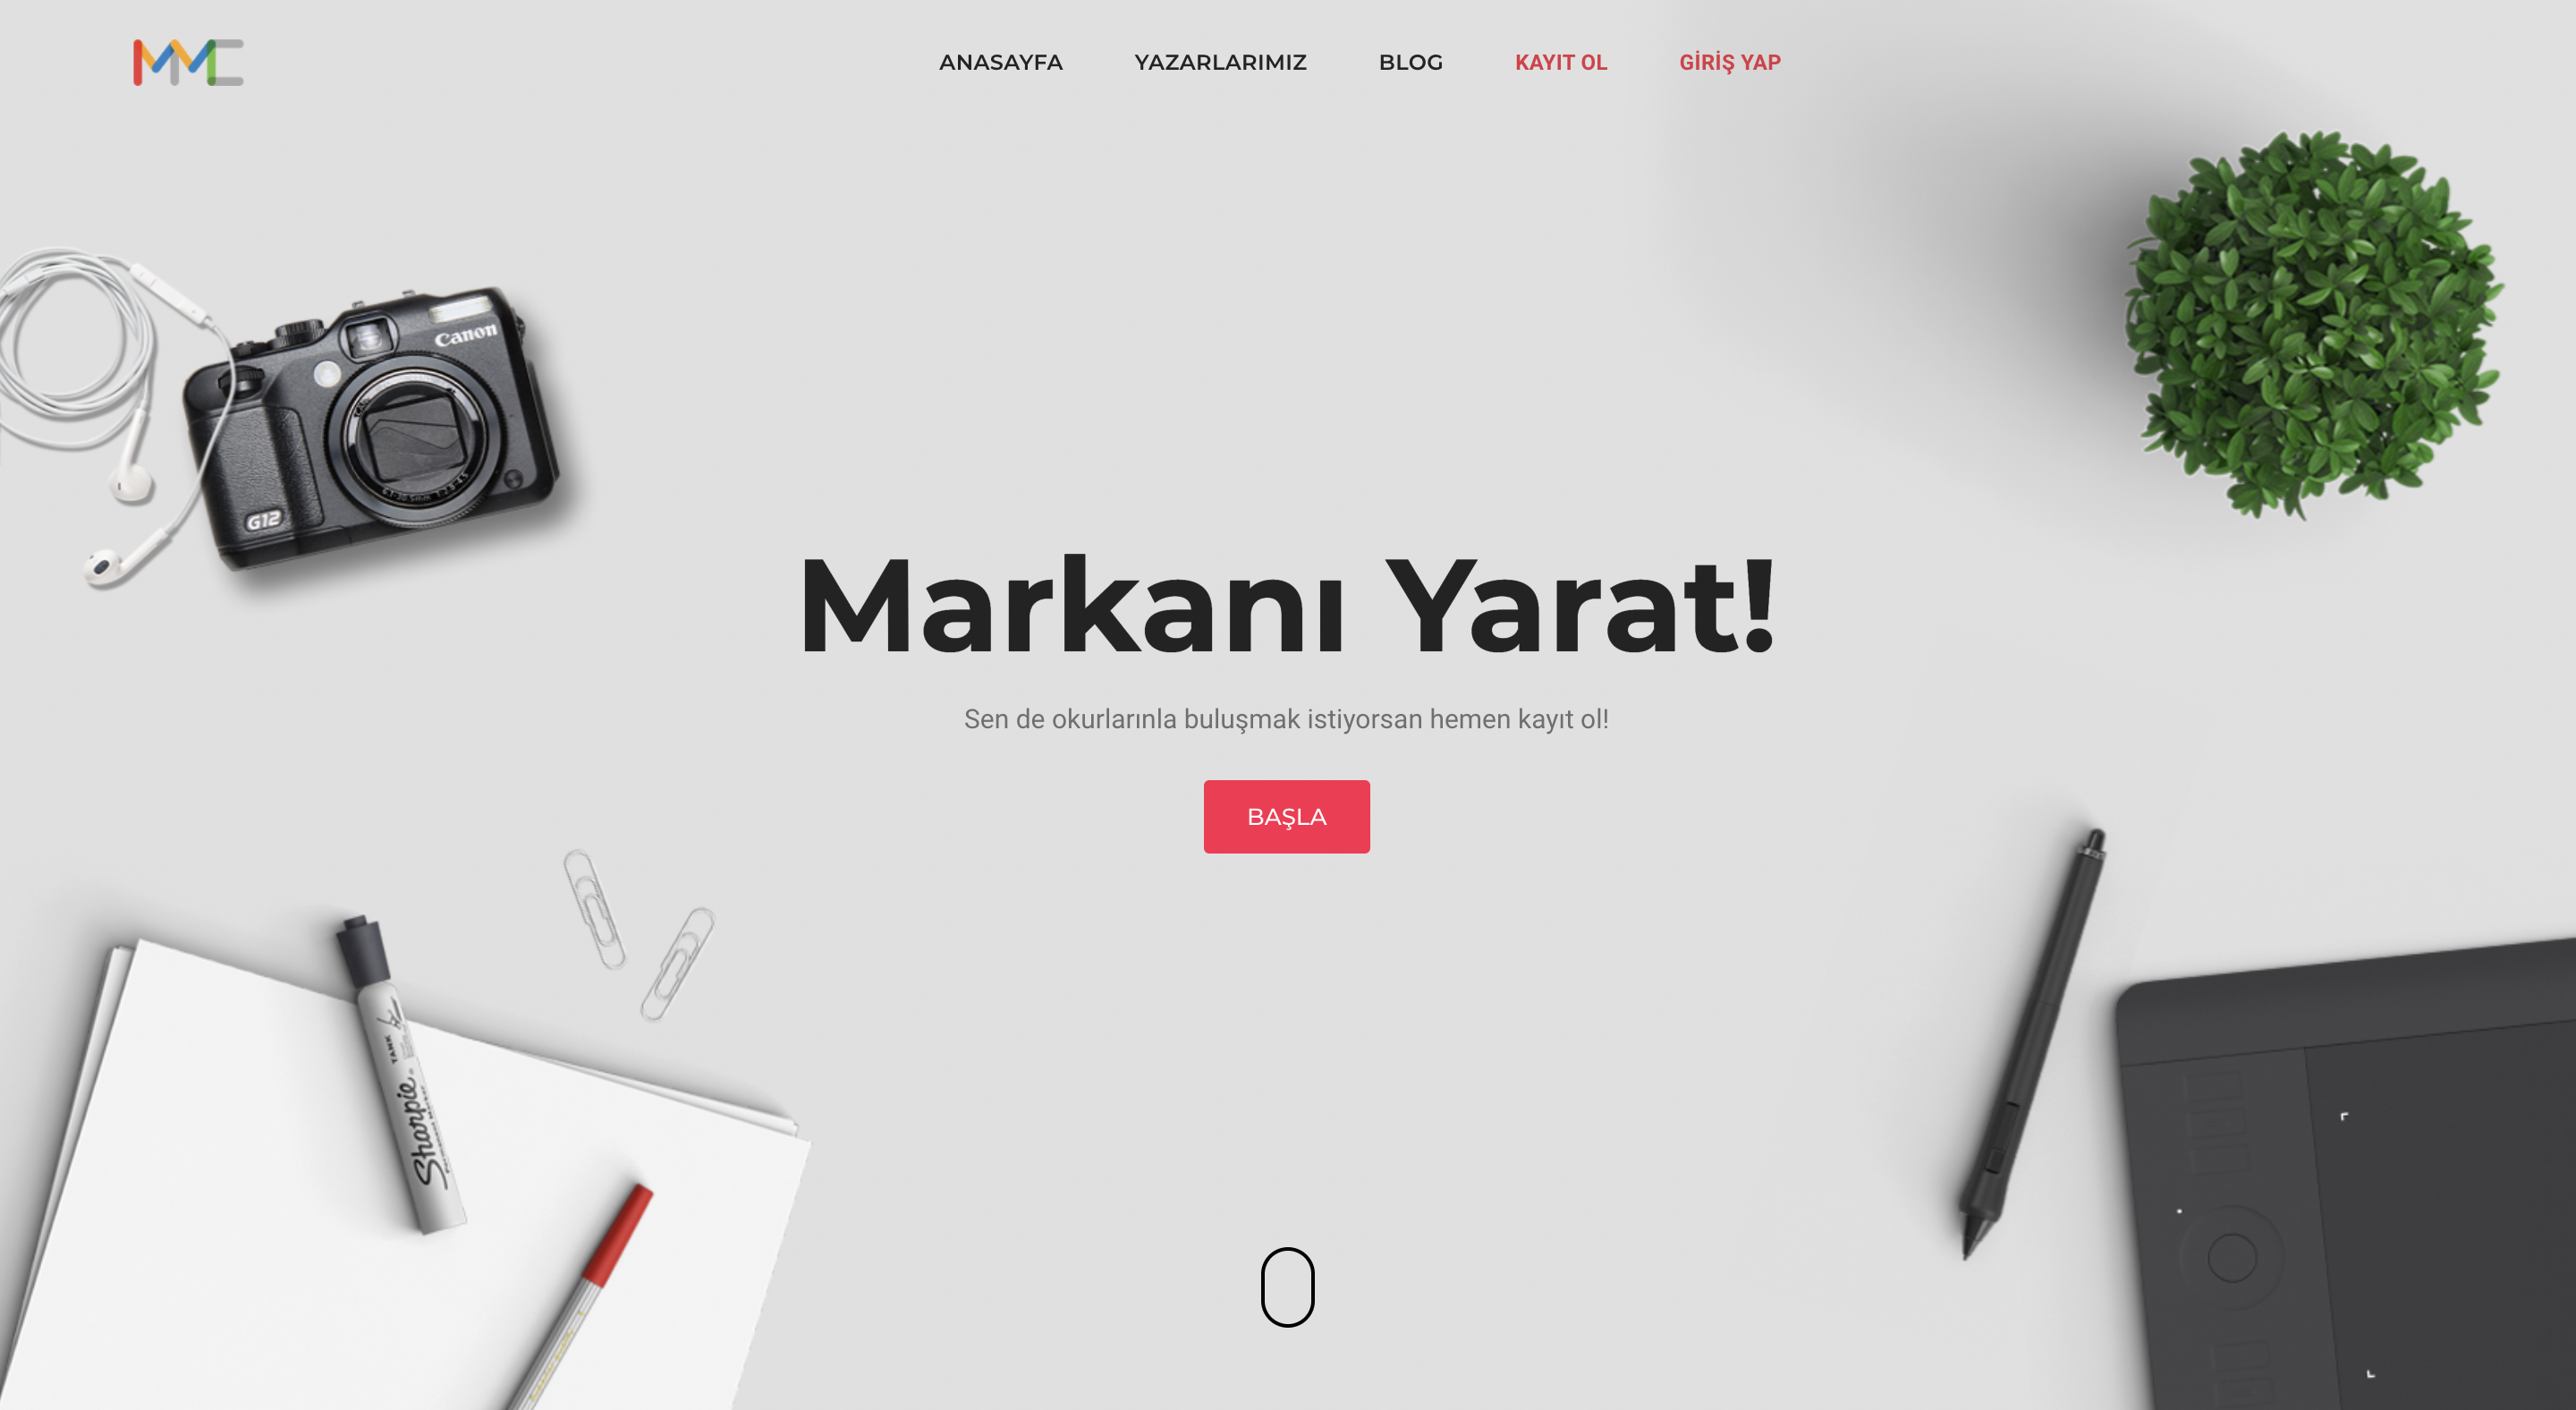 MMC
ANASAYFA YAZARLARIMIZ BLOG KAYIT OL GİRİŞ YAP
Canon
G12
Markanı Yarat!
Sen de okurlarınla buluşmak istiyorsan hemen kayıt ol!
BAŞLA
TANK
Sharpie